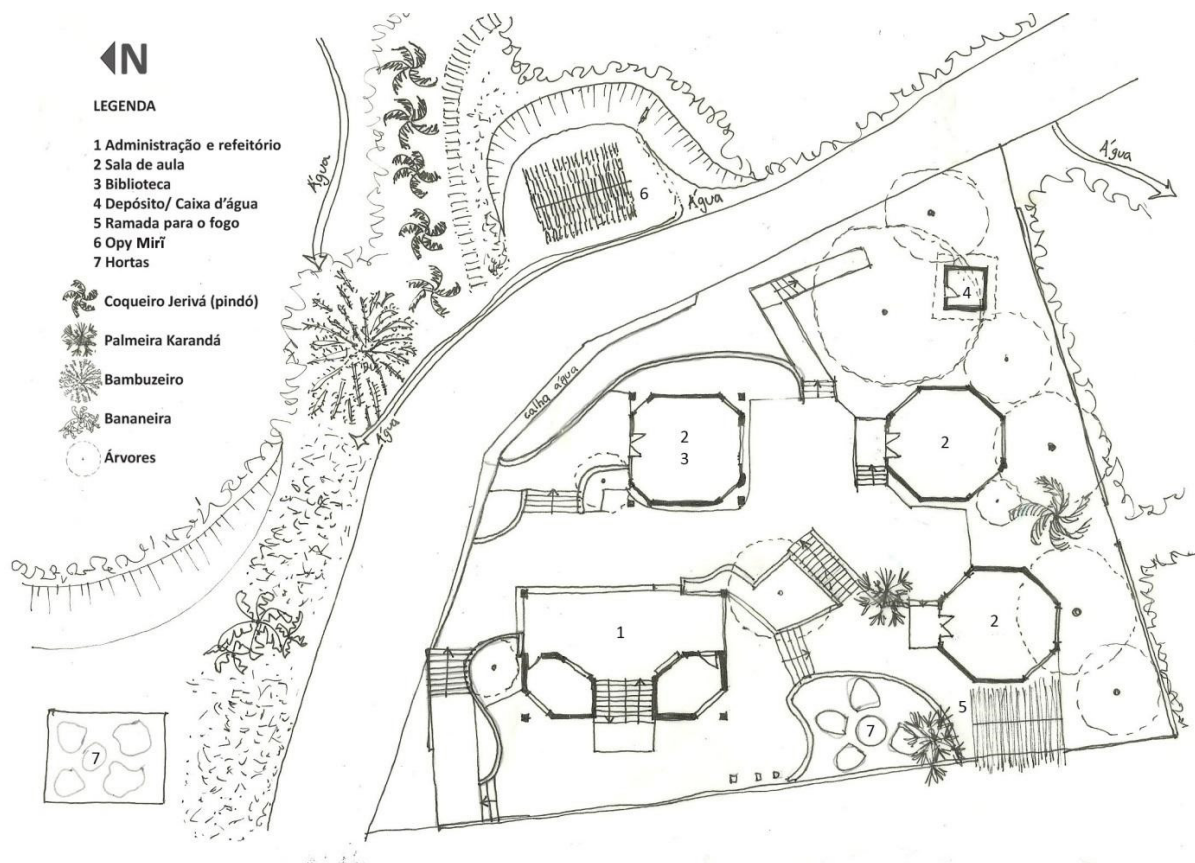 N
LEGENDA
1 Administração e refeitório
2 Sala de aula
3 Biblioteca
4 Depósito/ Caixa d'água
5 Ramada para o fogo
6 Opy Mirĩ
7 Hortas
Coqueiro Jerivá (pindó)
Palmeira Karandá
Bambuzeiro
Bananeira
Árvores
Água
Água
6
Água
4
calha água
Água
2
3
2
1
2
5
7
7